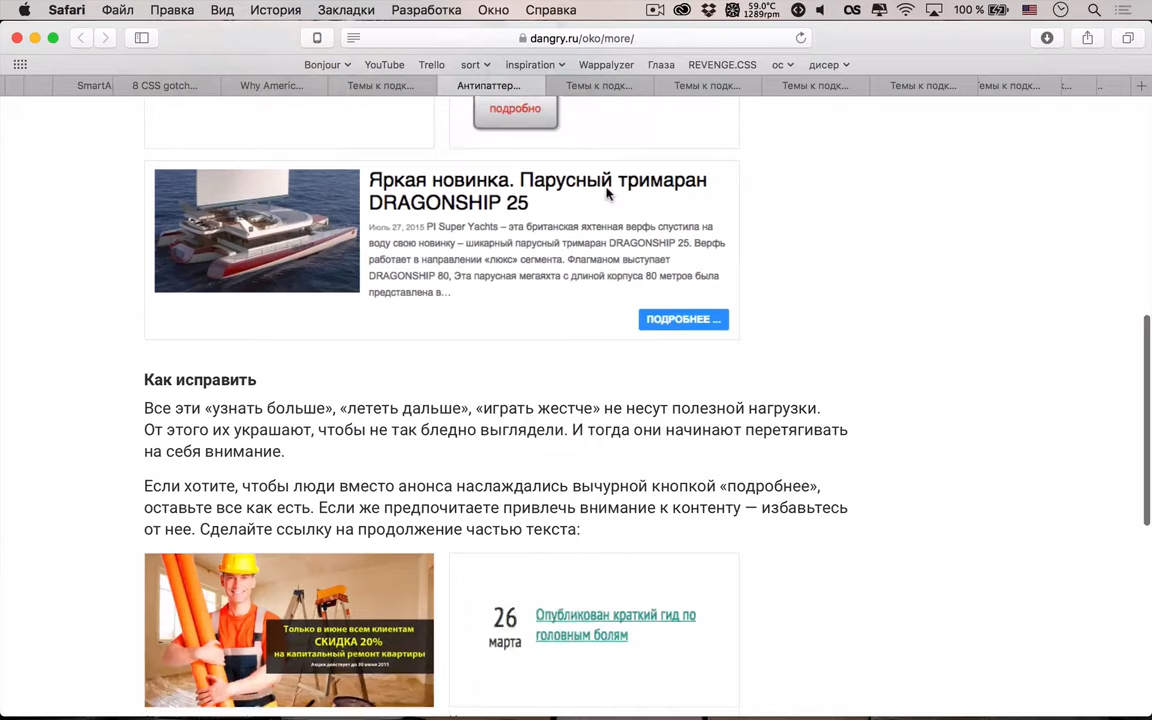 Safari Файл Правка Вид История Закладки Разработка Окно Справка 59.0°C 1289rpm 100 %
dangry.ru/oko/more/
Bonjour YouTube Trello sort inspiration Wappalyzer Глаза REVENGE.CSS ос дисер
SmartA 8 CSS gotch... Why Americ... Темы к подк... Антипаттер... Темы к подк... Темы к подк... Темы к подк... Темы к подк... Темы к подк...
подробно
Яркая новинка. Парусный тримаран
DRAGONSHIP 25
Июль 27, 2015 PI Super Yachts – эта британская яхтенная верфь спустила на
воду свою новинку – шикарный парусный тримаран DRAGONSHIP 25. Верфь
работает в направлении «люкс» сегмента. Флагманом выступает
DRAGONSHIP 80, Эта парусная мегаяхта с длиной корпуса 80 метров была
представлена в…
ПОДРОБНЕЕ ...
Как исправить
Все эти «узнать больше», «лететь дальше», «играть жестче» не несут полезной нагрузки.
От этого их украшают, чтобы не так бледно выглядели. И тогда они начинают перетягивать
на себя внимание.
Если хотите, чтобы люди вместо анонса наслаждались вычурной кнопкой «подробнее»,
оставьте все как есть. Если же предпочитаете привлечь внимание к контенту — избавьтесь
от нее. Сделайте ссылку на продолжение частью текста:
Только в июне всем клиентам
СКИДКА 20%
на капитальный ремонт квартиры
Акция действует до 30 июня 2015
26
марта
Опубликован краткий гид по
головным болям